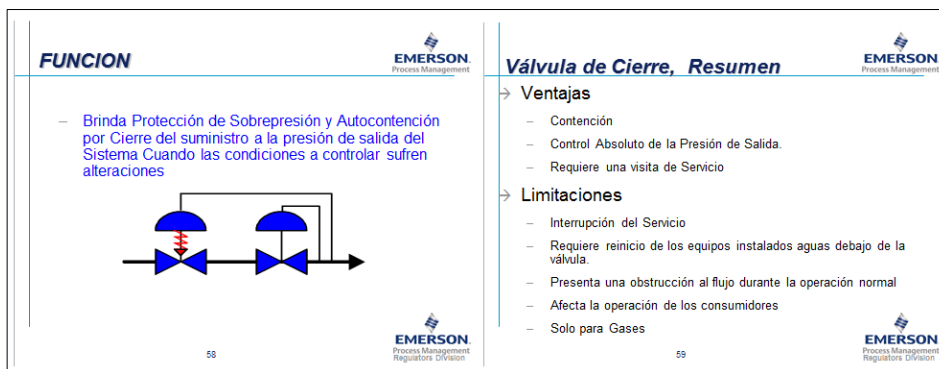 FUNCION
EMERSON.
Process Management
– Brinda Protección de Sobrepresión y Autocontención
por Cierre del suministro a la presión de salida del
Sistema Cuando las condiciones a controlar sufren
alteraciones
58
EMERSON.
Process Management
Regulators Division
Válvula de Cierre, Resumen
EMERSON.
Process Management
→ Ventajas
– Contención
– Control Absoluto de la Presión de Salida.
– Requiere una visita de Servicio
→ Limitaciones
– Interrupción del Servicio
– Requiere reinicio de los equipos instalados aguas debajo de la
válvula.
– Presenta una obstrucción al flujo durante la operación normal
– Afecta la operación de los consumidores
– Solo para Gases
59
EMERSON.
Process Management
Regulators Division